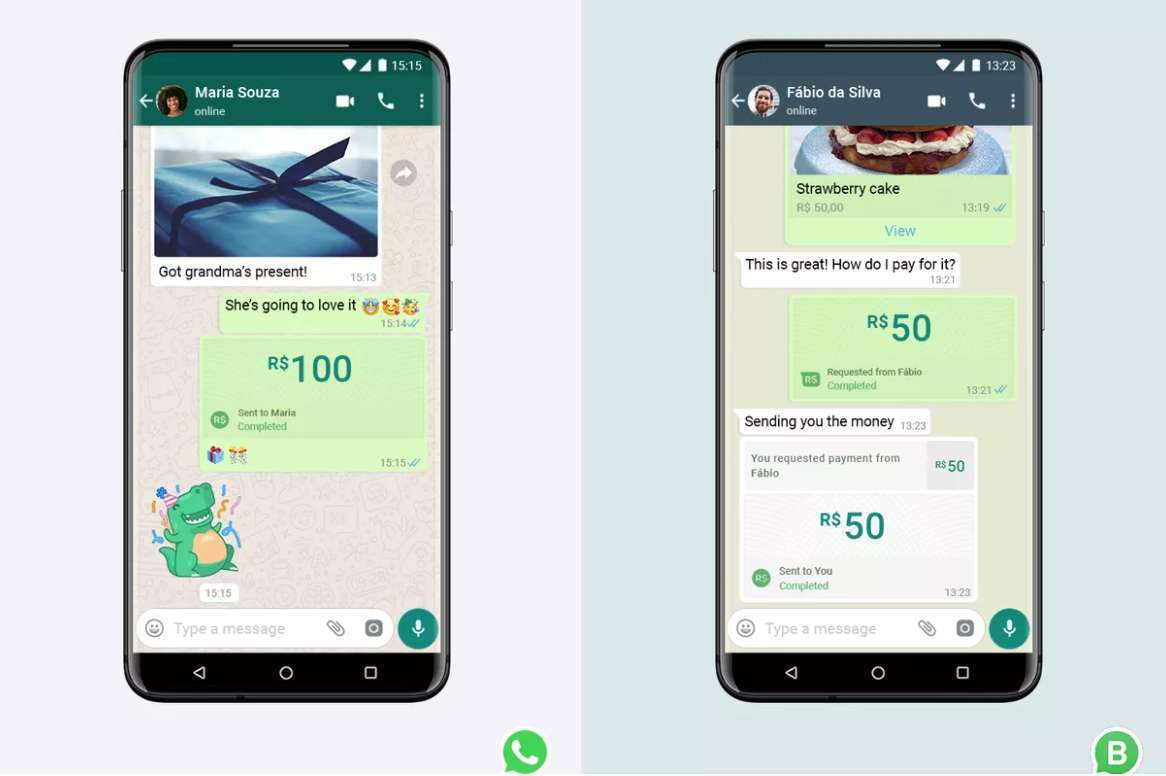 15:15
Maria Souza
online
Got grandma's present!
15:13
She's going to love it
15:14
R$100
R$
Sent to Maria
Completed
15:15
15:15
Type a message
13:23
Fábio da Silva
online
Strawberry cake
R$ 50,00
13:19
View
This is great! How do I pay for it?
13:21
R$50
R$
Requested from Fábio
Completed
13:21
Sending you the money
13:23
You requested payment from
Fábio
R$50
R$50
R$
Sent to You
Completed
13:23
Type a message
B